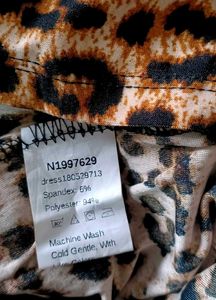 N1997629
dress180529713
Spandex: 6%
Polyester: 94%
Machine Wash
Cold Gentle, With